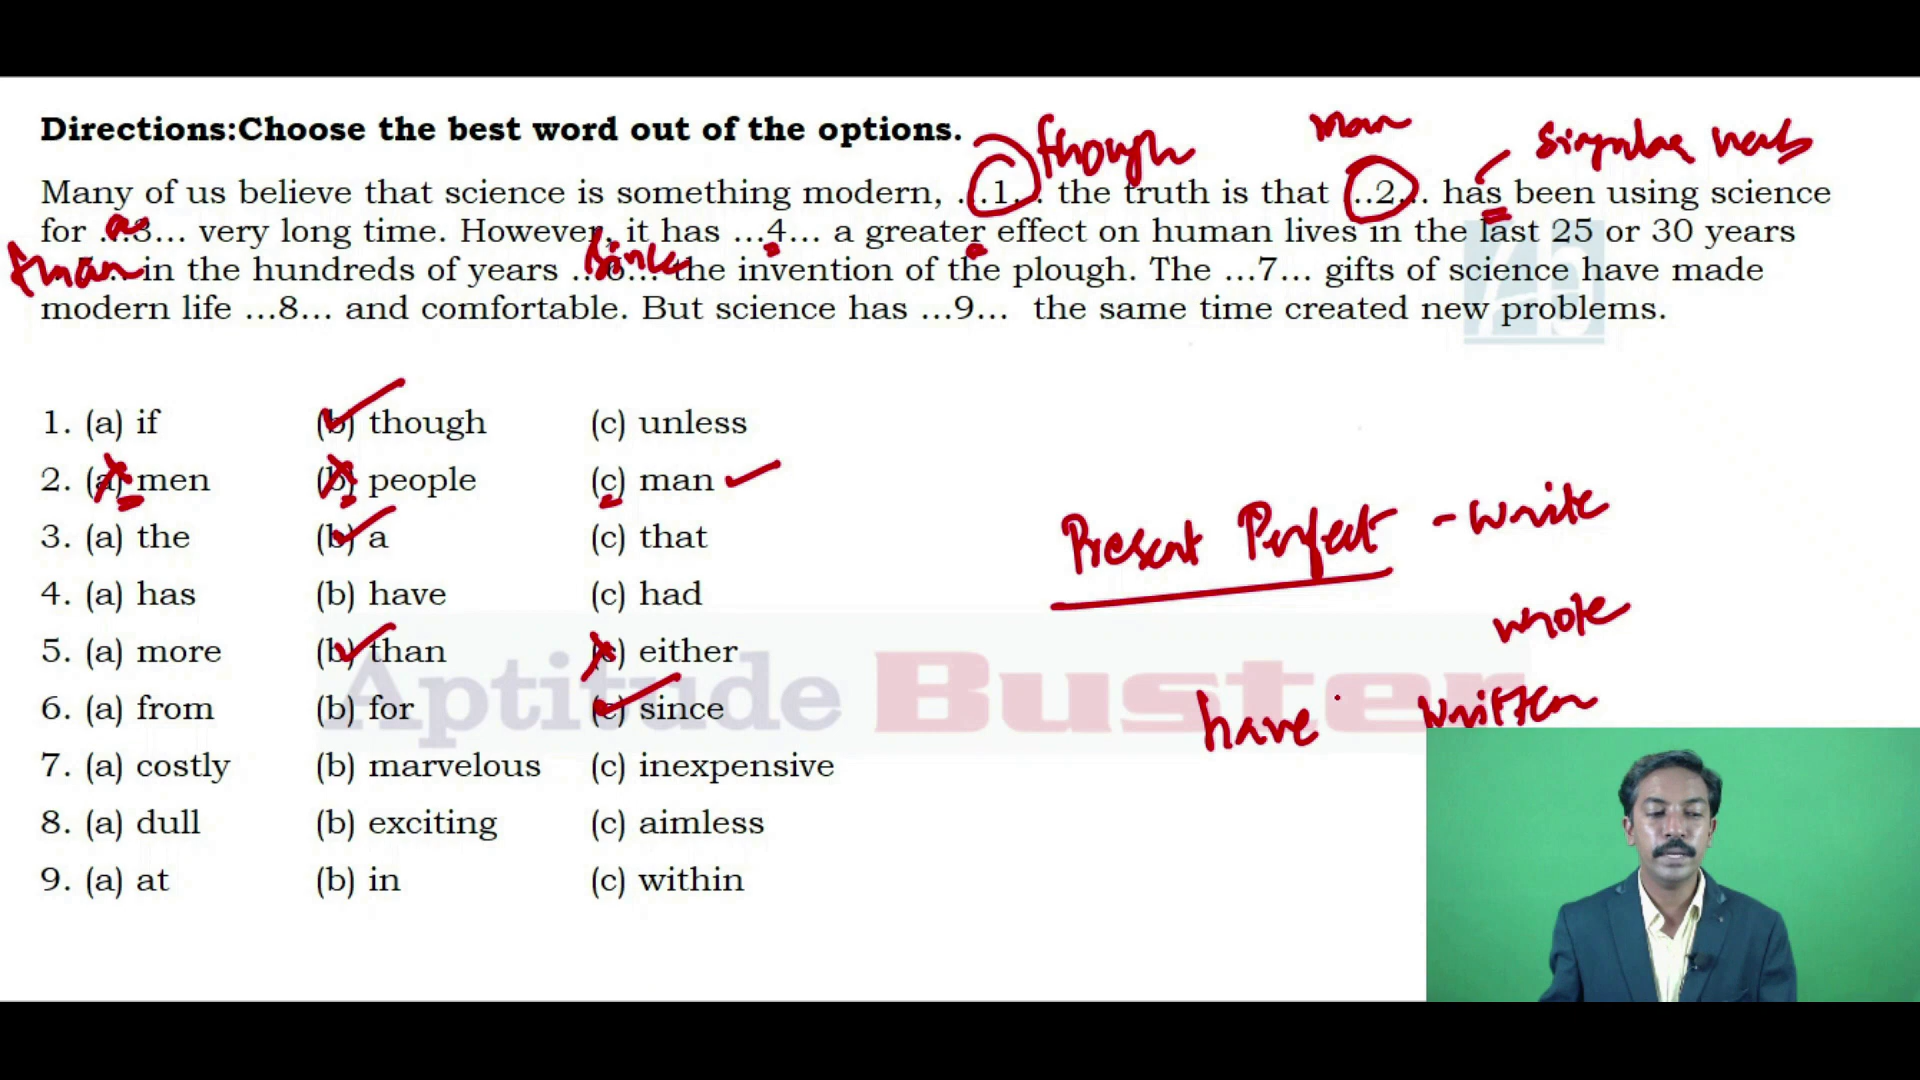 Directions:Choose the best word out of the options.
though
man
singular verb
Many of us believe that science is something modern, ...1... the truth is that ...2... has been using science
a
for ...3... very long time. However, it has ...4... a greater effect on human lives in the last 25 or 30 years
than
since
in the hundreds of years ...6... the invention of the plough. The ...7... gifts of science have made
modern life ...8... and comfortable. But science has ...9... the same time created new problems.
1. (a) if (b) though (c) unless
2. (a) men (b) people (c) man
3. (a) the (b) a (c) that
4. (a) has (b) have (c) had
5. (a) more (b) than (c) either
6. (a) from (b) for (c) since
7. (a) costly (b) marvelous (c) inexpensive
8. (a) dull (b) exciting (c) aimless
9. (a) at (b) in (c) within
Present Perfect - write
wrote
have written
Aptitude Buster